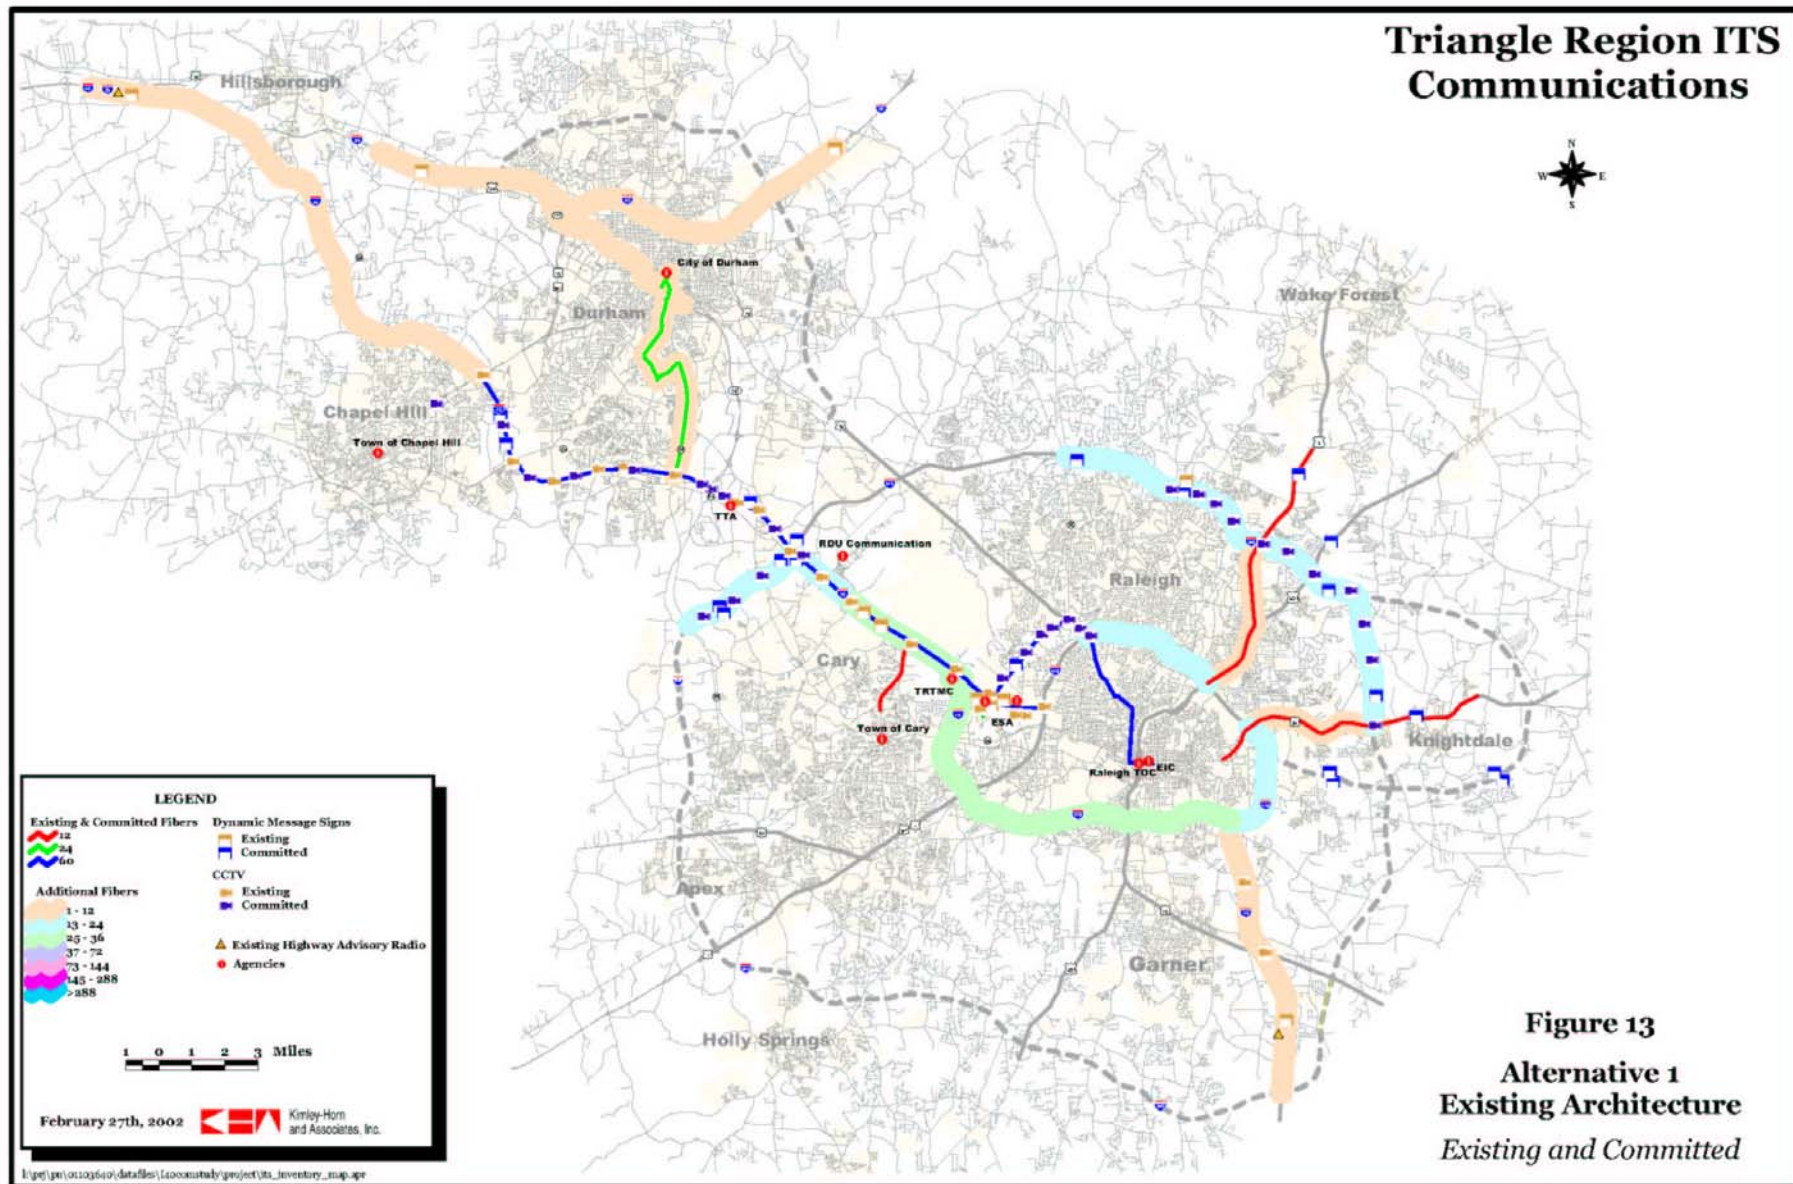 Triangle Region ITS
Communications
N
W
E
S
Hillsborough
City of Durham
Durham
Wake Forest
Chapel Hill
Town of Chapel Hill
TTA
RDU Communication
Raleigh
Cary
TRTMC
ESA
Town of Cary
Raleigh TOC
EIC
Knightdale
Apex
Garner
Holly Springs
LEGEND
Existing & Committed Fibers
12
24
60
Additional Fibers
1 - 12
13 - 24
25 - 36
37 - 72
73 - 144
145 - 288
>288
Dynamic Message Signs
Existing
Committed
CCTV
Existing
Committed
Existing Highway Advisory Radio
Agencies
1 0 1 2 3 Miles
February 27th, 2002
Kimley-Horn
and Associates, Inc.
Figure 13
Alternative 1
Existing Architecture
Existing and Committed